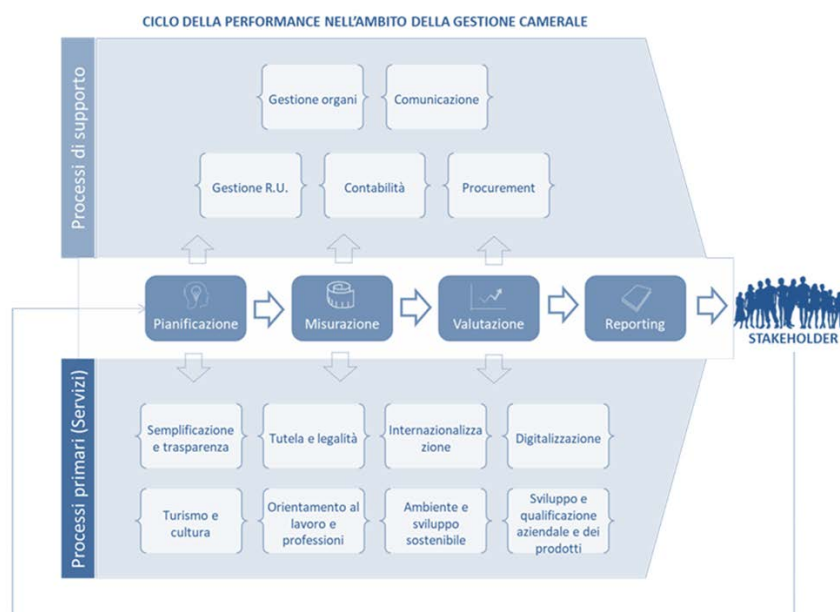 CICLO DELLA PERFORMANCE NELL'AMBITO DELLA GESTIONE CAMERALE
Processi di supporto
Gestione organi
Comunicazione
Gestione R.U.
Contabilità
Procurement
Pianificazione
Misurazione
Valutazione
Reporting
STAKEHOLDER
Processi primari (Servizi)
Semplificazione
e trasparenza
Tutela e legalità
Internazionalizza
zione
Digitalizzazione
Turismo e
cultura
Orientamento al
lavoro e
professioni
Ambiente e
sviluppo
sostenibile
Sviluppo e
qualificazione
aziendale e dei
prodotti